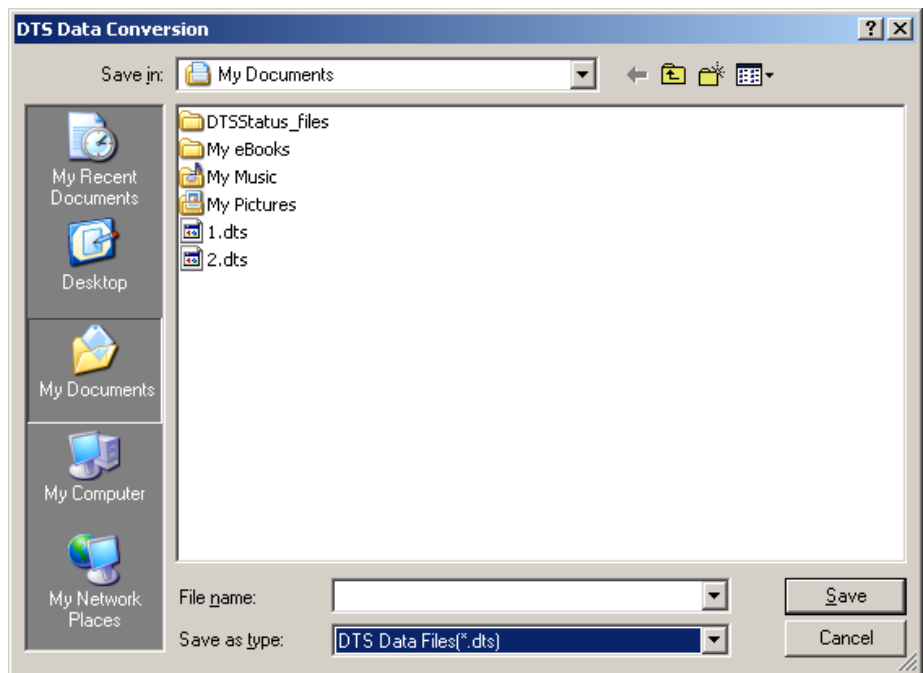 DTS Data Conversion
Save in:
My Documents
My Recent
Documents
Desktop
My Documents
My Computer
My Network
Places
DTSStatus_files
My eBooks
My Music
My Pictures
1.dts
2.dts
File name:
Save
Save as type:
DTS Data Files(*.dts)
Cancel